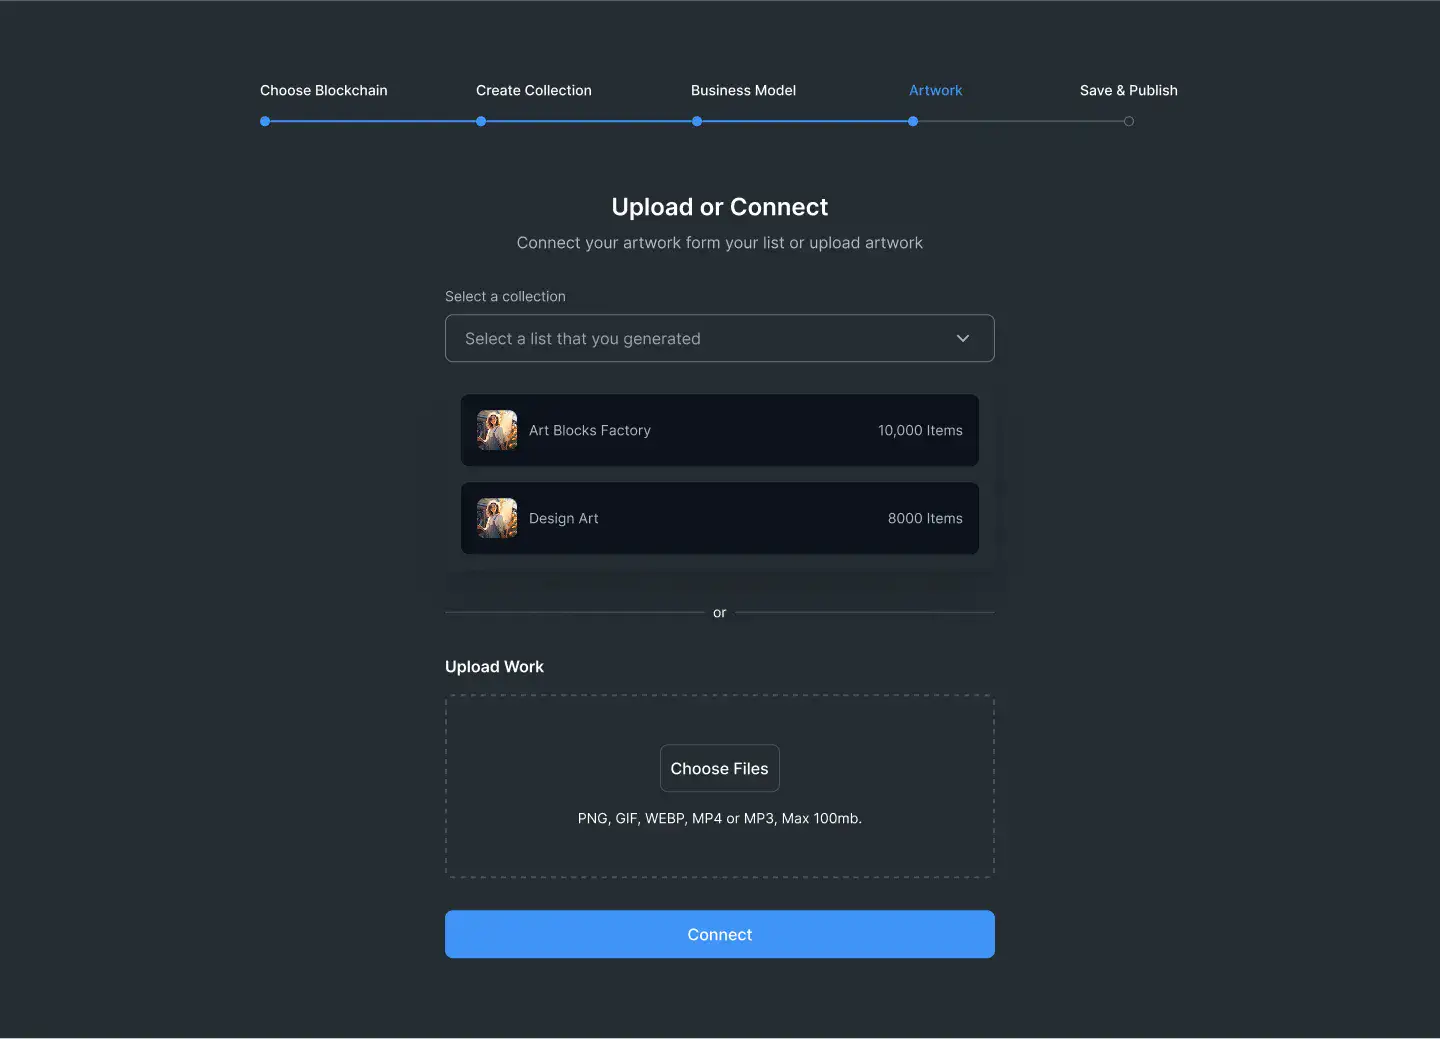 Choose Blockchain
Create Collection
Business Model
Artwork
Save & Publish
Upload or Connect
Connect your artwork form your list or upload artwork
Select a collection
Select a list that you generated
Art Blocks Factory
10,000 Items
Design Art
8000 Items
or
Upload Work
Choose Files
PNG, GIF, WEBP, MP4 or MP3, Max 100mb.
Connect